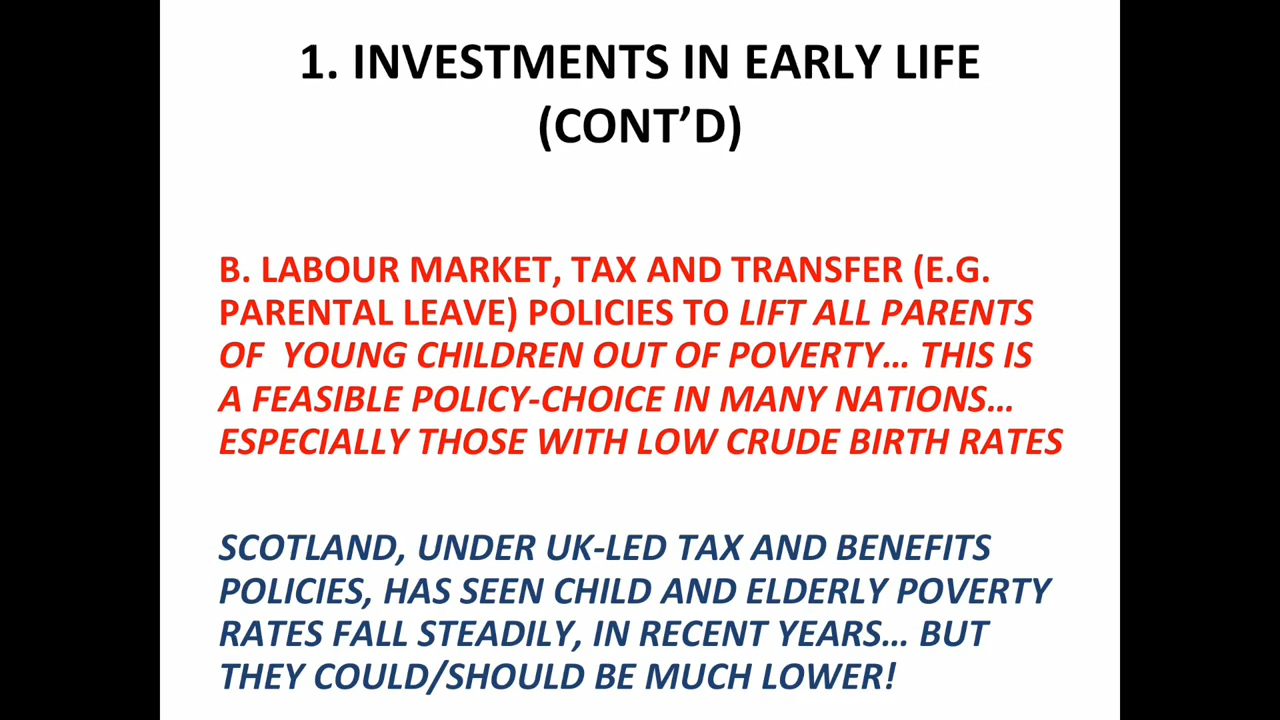 1. INVESTMENTS IN EARLY LIFE
(CONT’D)
B. LABOUR MARKET, TAX AND TRANSFER (E.G.
PARENTAL LEAVE) POLICIES TO LIFT ALL PARENTS
OF YOUNG CHILDREN OUT OF POVERTY… THIS IS
A FEASIBLE POLICY-CHOICE IN MANY NATIONS…
ESPECIALLY THOSE WITH LOW CRUDE BIRTH RATES
SCOTLAND, UNDER UK-LED TAX AND BENEFITS
POLICIES, HAS SEEN CHILD AND ELDERLY POVERTY
RATES FALL STEADILY, IN RECENT YEARS… BUT
THEY COULD/SHOULD BE MUCH LOWER!